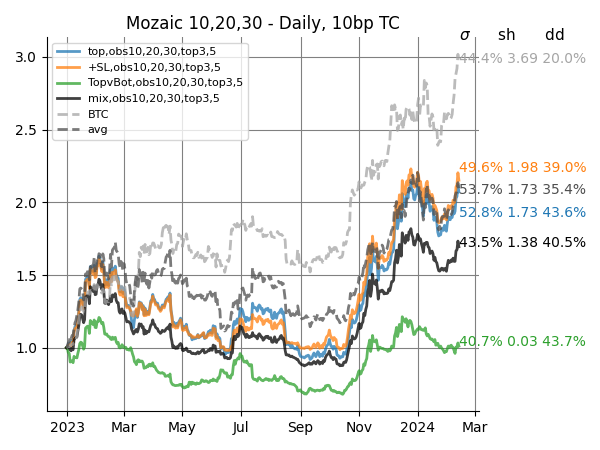 Mozaic 10,20,30 - Daily, 10bp TC
σ sh dd
top,obs10,20,30,top3,5
+SL,obs10,20,30,top3,5
TopvBot,obs10,20,30,top3,5
mix,obs10,20,30,top3,5
BTC
avg
3.0
2.5
2.0
1.5
1.0
44.4% 3.69 20.0%
49.6% 1.98 39.0%
53.7% 1.73 35.4%
52.8% 1.73 43.6%
43.5% 1.38 40.5%
40.7% 0.03 43.7%
2023 Mar May Jul Sep Nov 2024 Mar